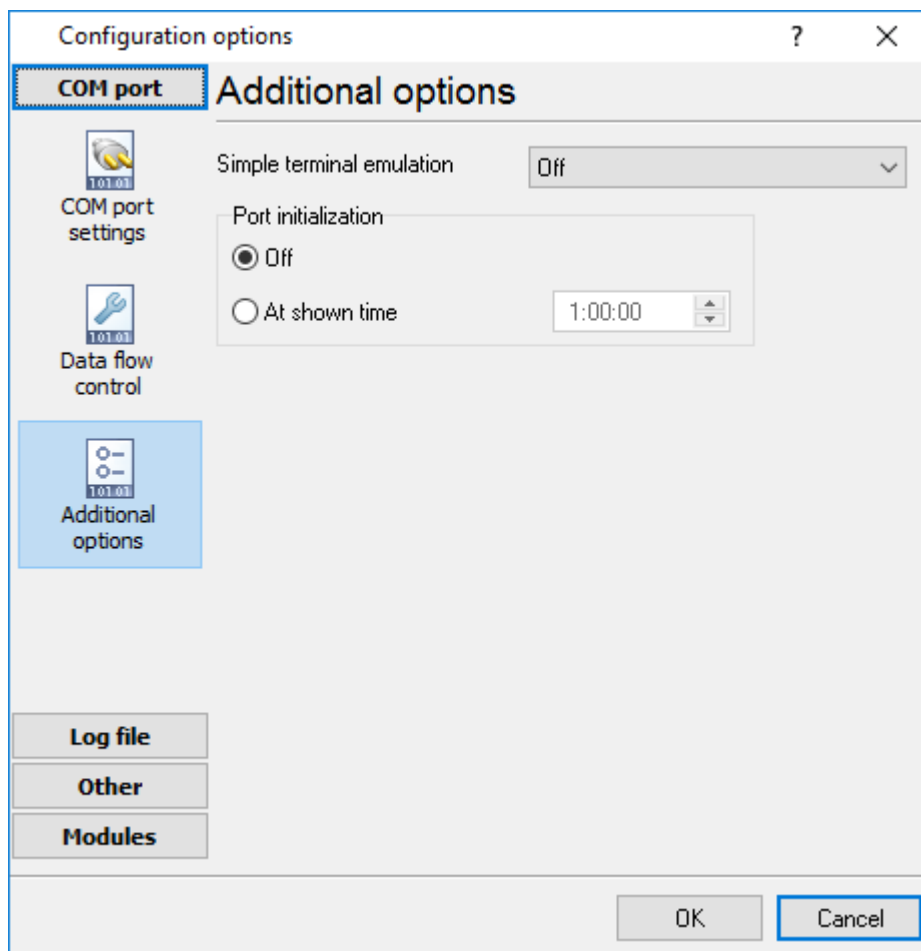 Configuration options
?
COM port
Additional options
101.01
COM port
settings
101.01
Data flow
control
101.01
Additional
options
Simple terminal emulation
Off
Port initialization
Off
At shown time
1:00:00
Log file
Other
Modules
OK
Cancel